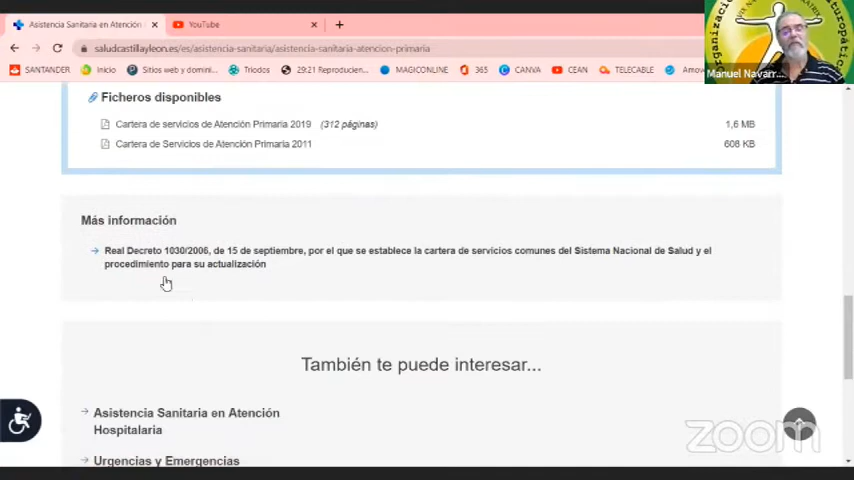 Asistencia Sanitaria en Atención
YouTube
saludcastillayleon.es/es/asistencia-sanitaria/asistencia-sanitaria-atencion-primaria
SANTANDER
Inicio
Sitios web y domini...
Triodos
29:21 Reproducien...
MAGICONLINE
365
CANVA
CEAN
TELECABLE
Amov
Manuel Navarr...
Ficheros disponibles
Cartera de servicios de Atención Primaria 2019 (312 páginas) 1,6 MB
Cartera de Servicios de Atención Primaria 2011 608 KB
Más información
Real Decreto 1030/2006, de 15 de septiembre, por el que se establece la cartera de servicios comunes del Sistema Nacional de Salud y el
procedimiento para su actualización
También te puede interesar...
Asistencia Sanitaria en Atención
Hospitalaria
Urgencias y Emergencias
zoom